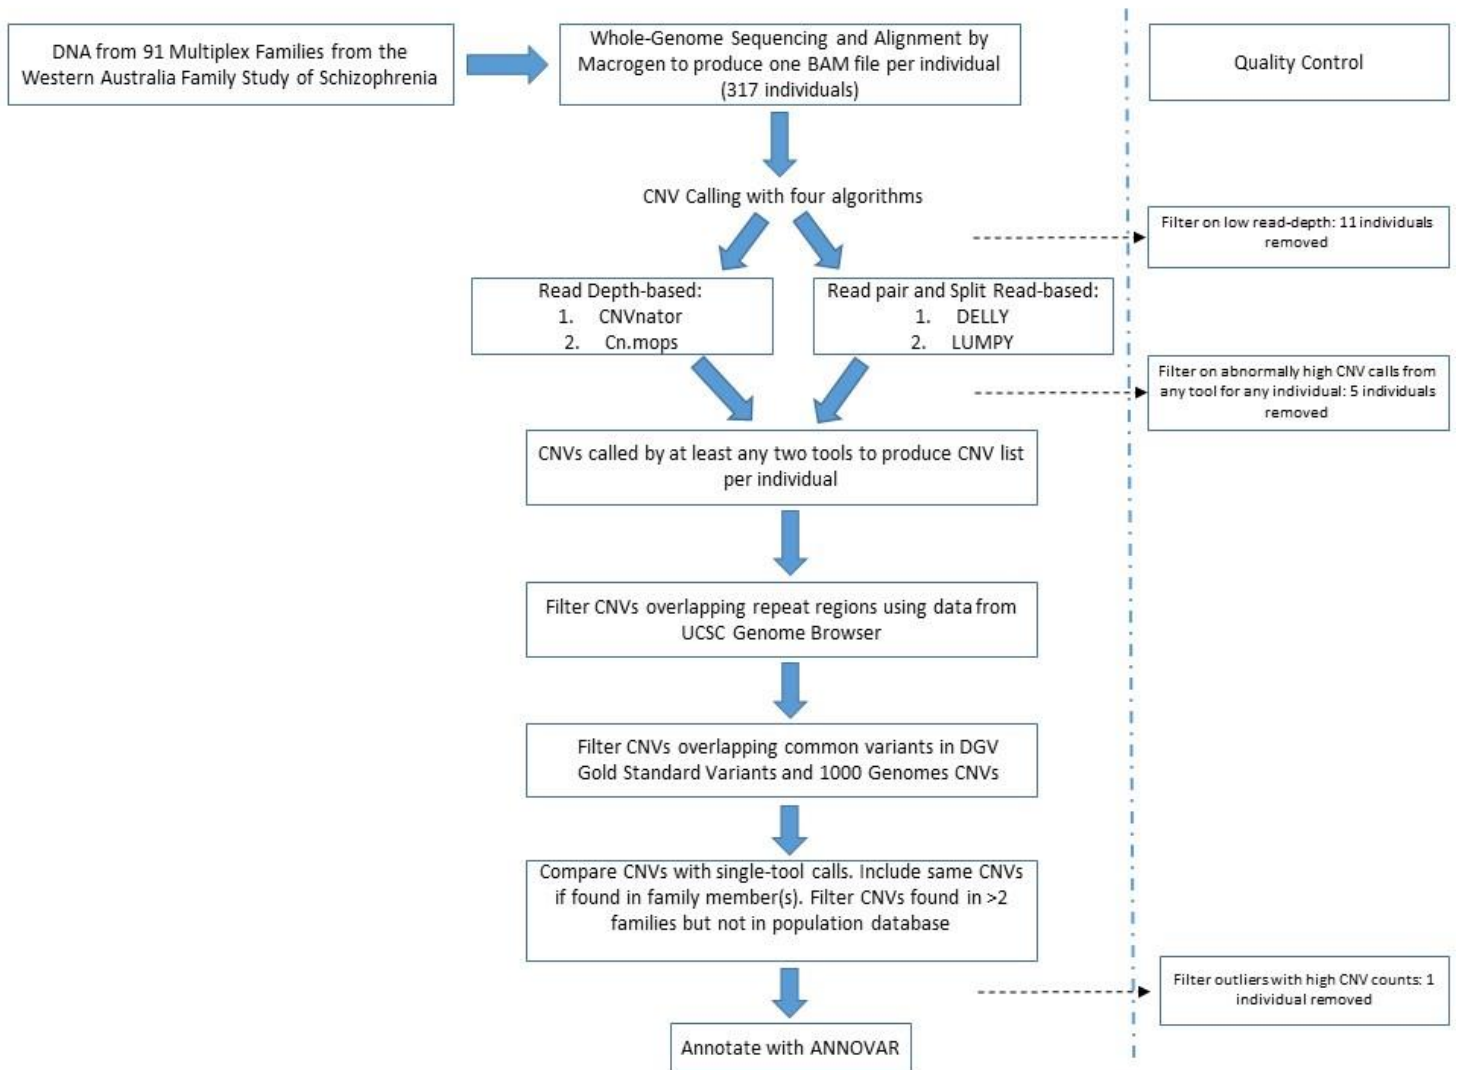 DNA from 91 Multiplex Families from the
Western Australia Family Study of Schizophrenia
Whole-Genome Sequencing and Alignment by
Macrogen to produce one BAM file per individual
(317 individuals)
Quality Control
CNV Calling with four algorithms
Filter on low read-depth: 11 individuals
removed
Read Depth-based:
1. CNVnator
2. Cn.mops
Read pair and Split Read-based:
1. DELLY
2. LUMPY
Filter on abnormally high CNV calls from
any tool for any individual: 5 individuals
removed
CNVs called by at least any two tools to produce CNV list
per individual
Filter CNVs overlapping repeat regions using data from
UCSC Genome Browser
Filter CNVs overlapping common variants in DGV
Gold Standard Variants and 1000 Genomes CNVs
Compare CNVs with single-tool calls. Include same CNVs
if found in family member(s). Filter CNVs found in >2
families but not in population database
Filter outliers with high CNV counts: 1
individual removed
Annotate with ANNOVAR